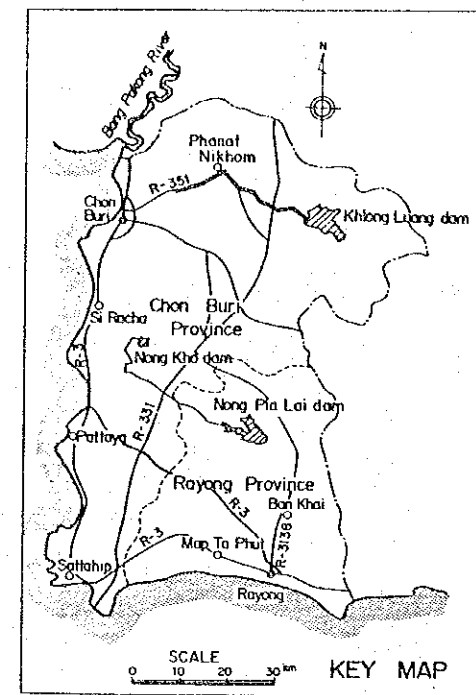 Bang Pakong River
N
Phanat
Nikhom
R-351
Chon
Buri
Khlong Luang dam
Chon Buri
Province
Si Racha
R-3
Nong Kho dam
R-331
Nong Pla Lai dam
Pattaya
Rayong Province
R-3
Ban Khai
R-3138
R-3
Map Ta Phut
Sattahip
Rayong
SCALE
0 10 20 30 km
KEY MAP